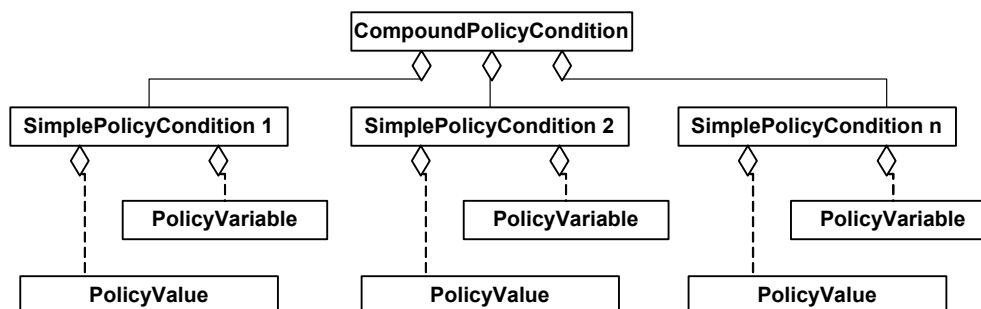 CompoundPolicyCondition
SimplePolicyCondition 1
SimplePolicyCondition 2
SimplePolicyCondition n
PolicyVariable
PolicyVariable
PolicyVariable
PolicyValue
PolicyValue
PolicyValue